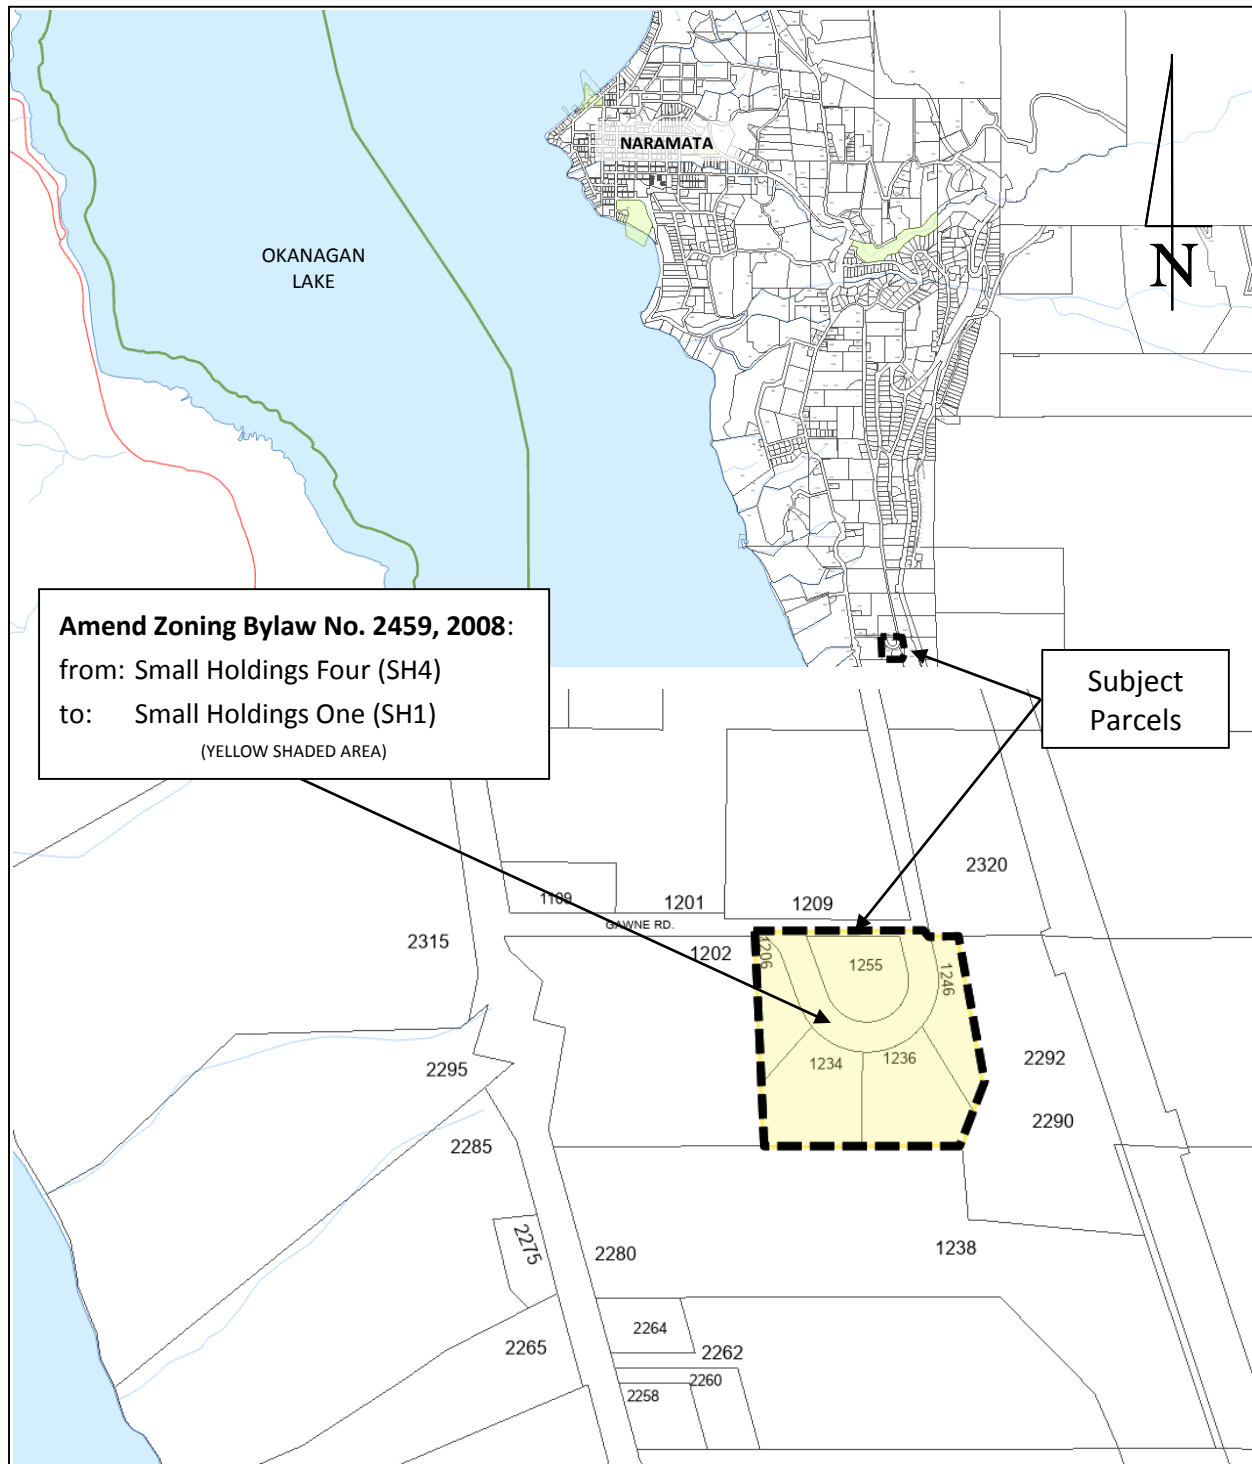 NARAMATA
OKANAGAN
LAKE
N
Amend Zoning Bylaw No. 2459, 2008:
from: Small Holdings Four (SH4)
to: Small Holdings One (SH1)
(YELLOW SHADED AREA)
Subject
Parcels
2320
1109
1201
1209
GAWNE RD.
2315
1202
1206
1255
1246
2295
1234
1236
2292
2290
2285
2275
2280
1238
2264
2265
2262
2260
2258